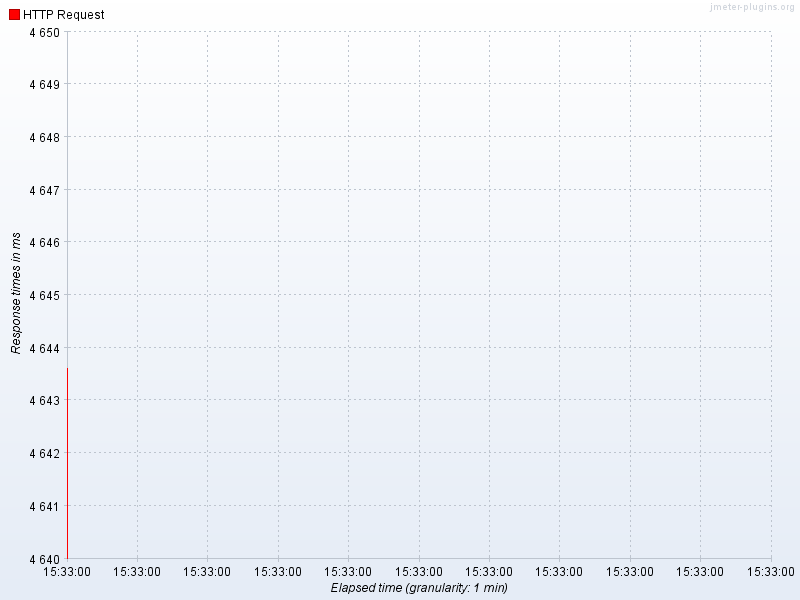 HTTP Request
jmeter-plugins.org
4 650
4 649
4 648
4 647
4 646
4 645
4 644
4 643
4 642
4 641
4 640
Response times in ms
15:33:00 15:33:00 15:33:00 15:33:00 15:33:00 15:33:00 15:33:00 15:33:00 15:33:00 15:33:00 15:33:00
Elapsed time (granularity: 1 min)